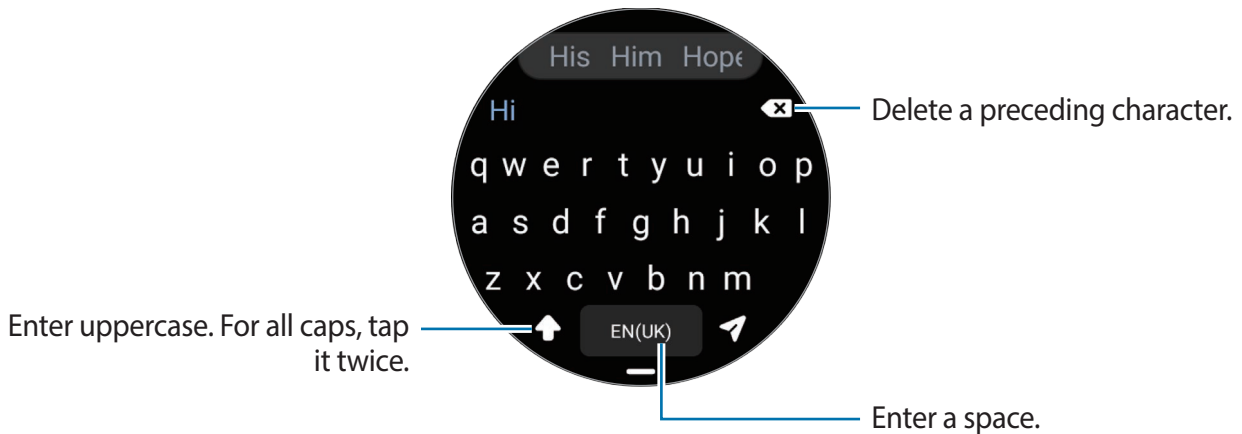 His Him Hope
Hi
Delete a preceding character.
q w e r t y u i o p
a s d f g h j k l
z x c v b n m
Enter uppercase. For all caps, tap
it twice.
EN(UK)
Enter a space.